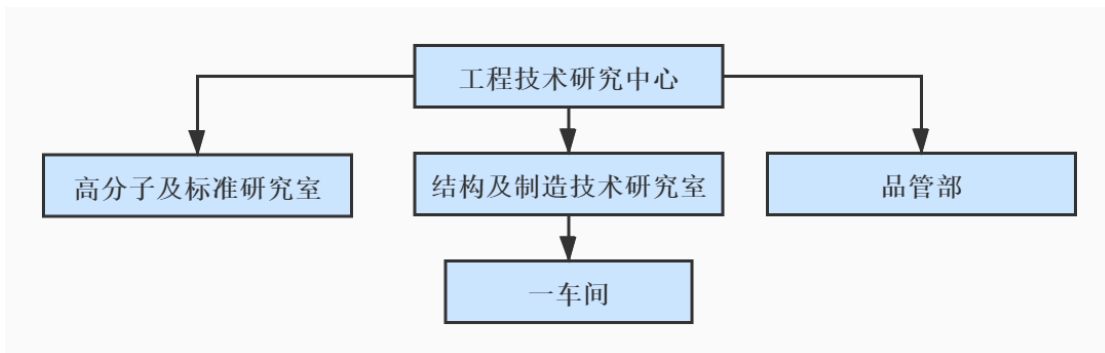 工程技术研究中心
高分子及标准研究室
结构及制造技术研究室
品管部
一车间